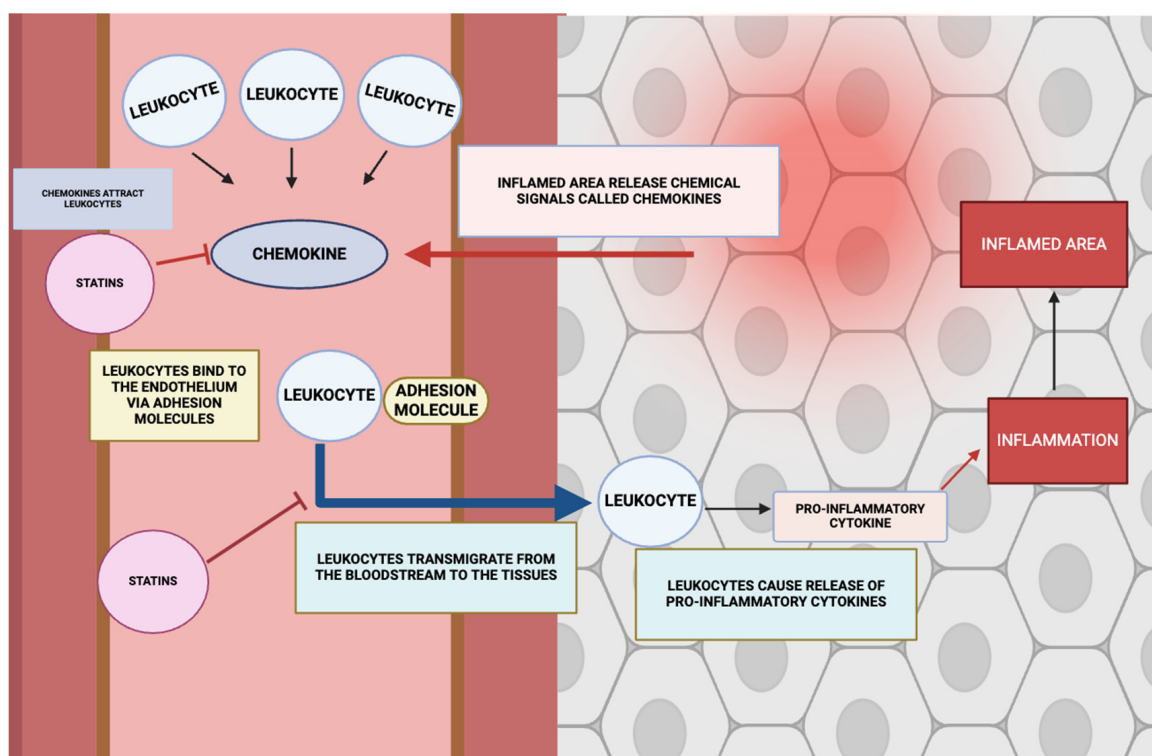 LEUKOCYTE
LEUKOCYTE
LEUKOCYTE
CHEMOKINES ATTRACT
LEUKOCYTES
INFLAMED AREA RELEASE CHEMICAL
SIGNALS CALLED CHEMOKINES
INFLAMED AREA
CHEMOKINE
STATINS
LEUKOCYTES BIND TO
THE ENDOTHELIUM
VIA ADHESION
MOLECULES
LEUKOCYTE
ADHESION
MOLECULE
INFLAMMATION
LEUKOCYTE
PRO-INFLAMMATORY
CYTOKINE
STATINS
LEUKOCYTES TRANSMIGRATE FROM
THE BLOODSTREAM TO THE TISSUES
LEUKOCYTES CAUSE RELEASE OF
PRO-INFLAMMATORY CYTOKINES